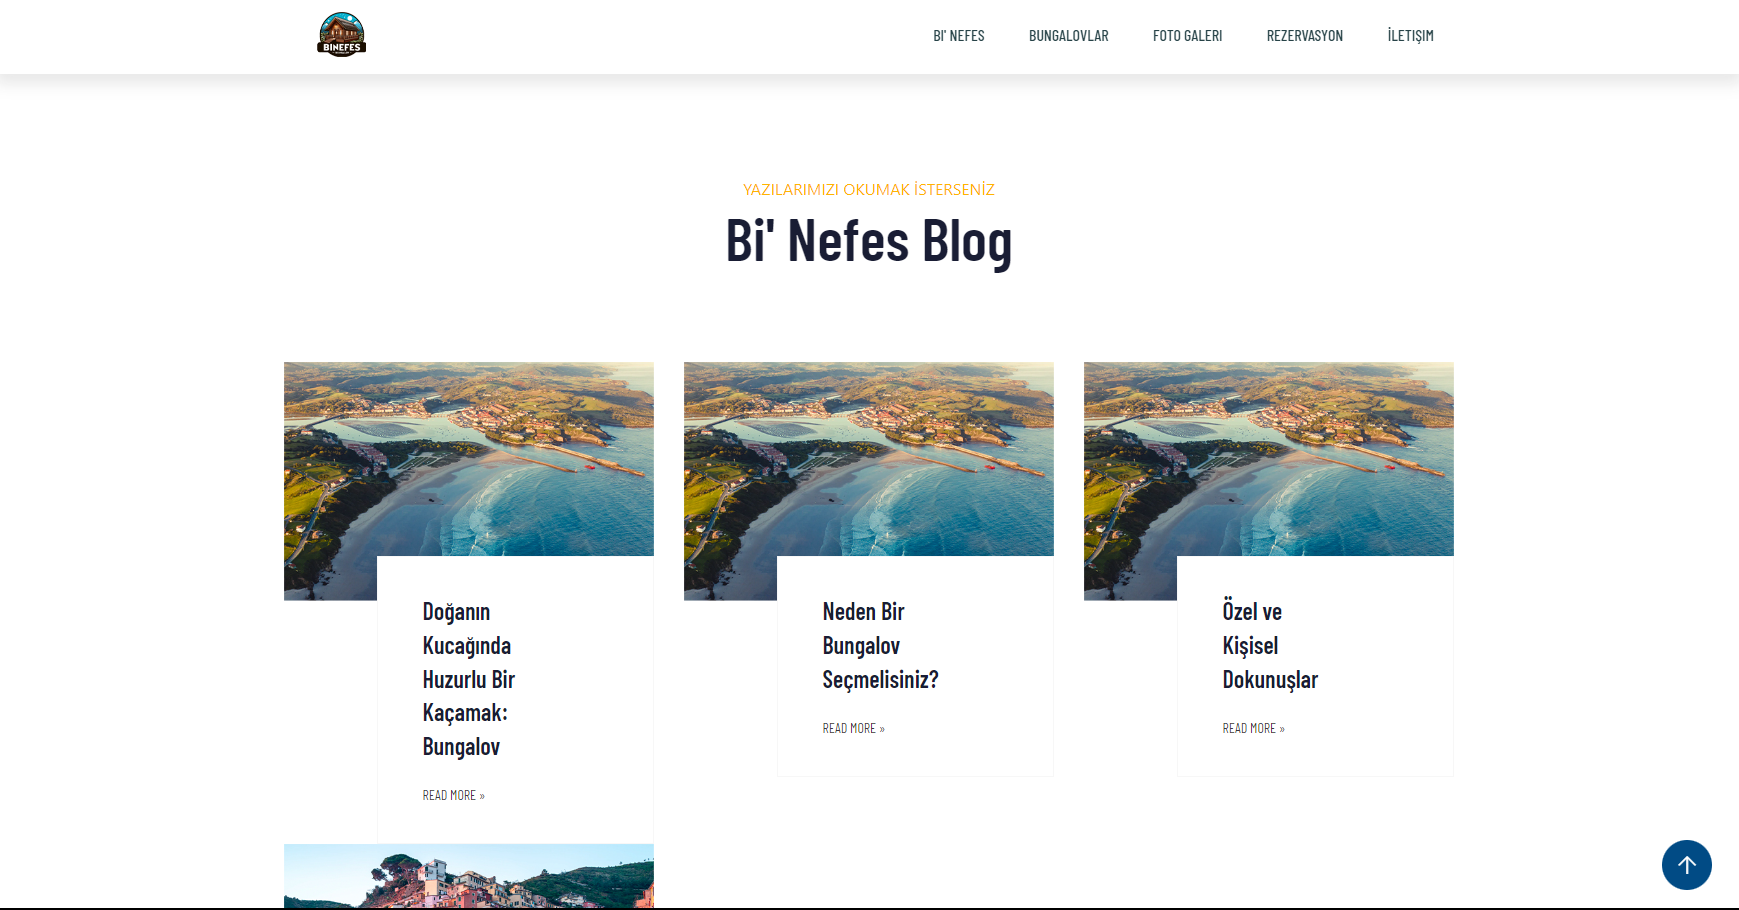 BINEFES
BI' NEFES
BUNGALOVLAR
FOTO GALERI
REZERVASYON
İLETIŞIM
YAZILARIMIZI OKUMAK İSTERSENİZ
Bi' Nefes Blog
Doğanın
Kucağında
Huzurlu Bir
Kaçamak:
Bungalov
READ MORE »
Neden Bir
Bungalov
Seçmelisiniz?
READ MORE »
Özel ve
Kişisel
Dokunuşlar
READ MORE »